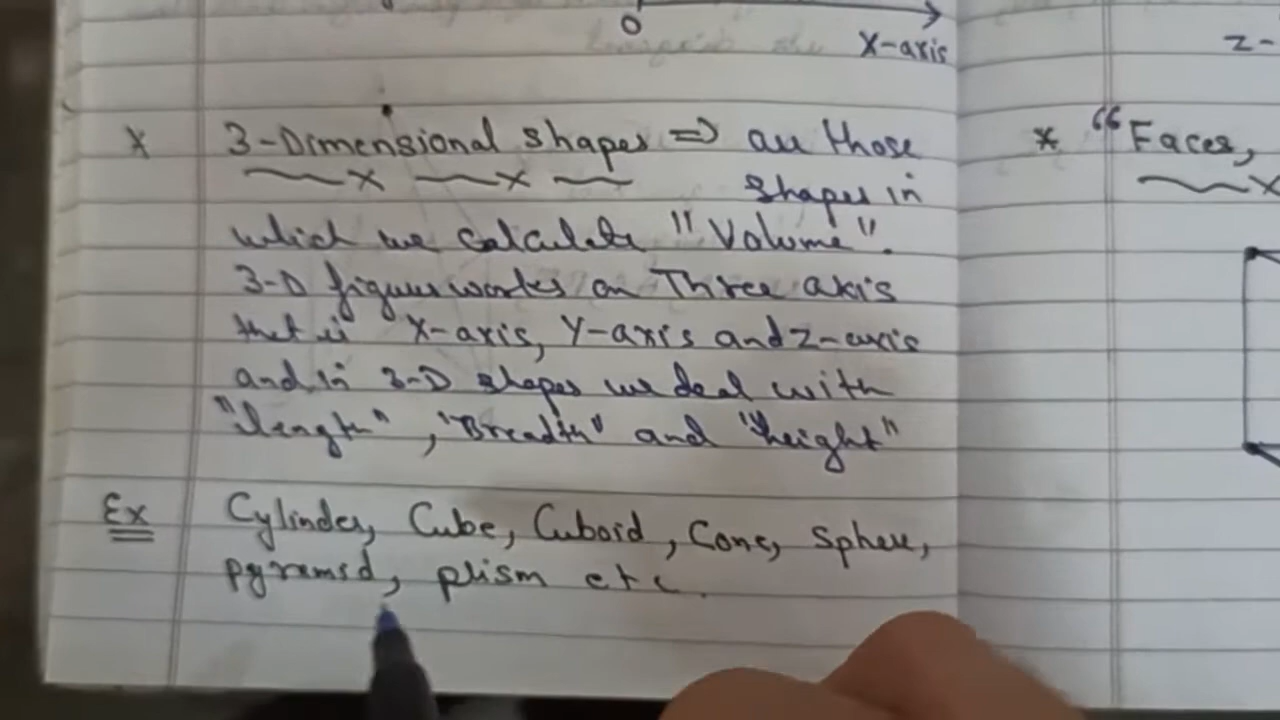 0
X-axis
z-
* 3-Dimensional shapes => all those
shapes in
which we calculate "Volume".
3-D figures works on Three axis
that is X-axis, Y-axis and z-axis
and in 3-D shapes we deal with
"length", "Breadth" and "height"
Ex Cylinder, Cube, Cuboid, Cone, Sphere,
pyramid, prism etc.
* "Faces,